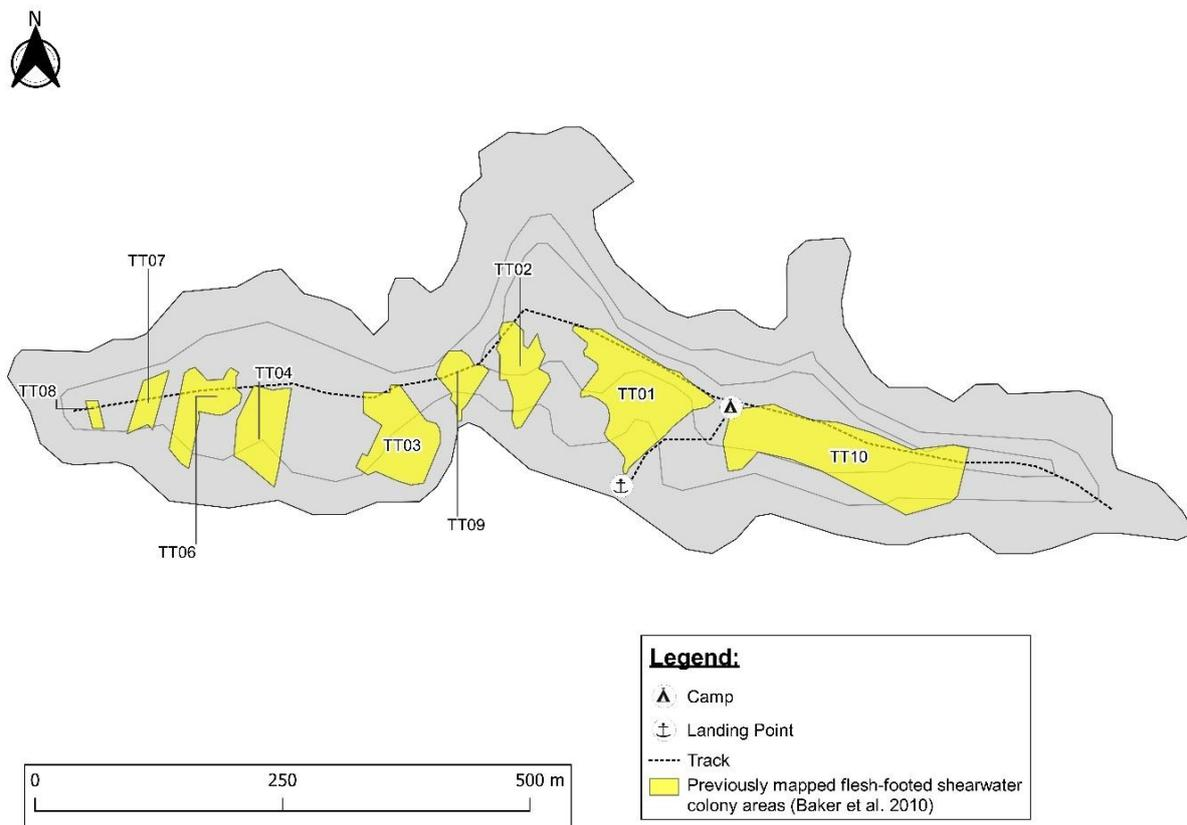 N
TT07
TT02
TT08
TT04
TT01
TT03
TT10
TT09
TT06
Legend:
Camp
Landing Point
Track
Previously mapped flesh-footed shearwater
colony areas (Baker et al. 2010)
0 250 500 m